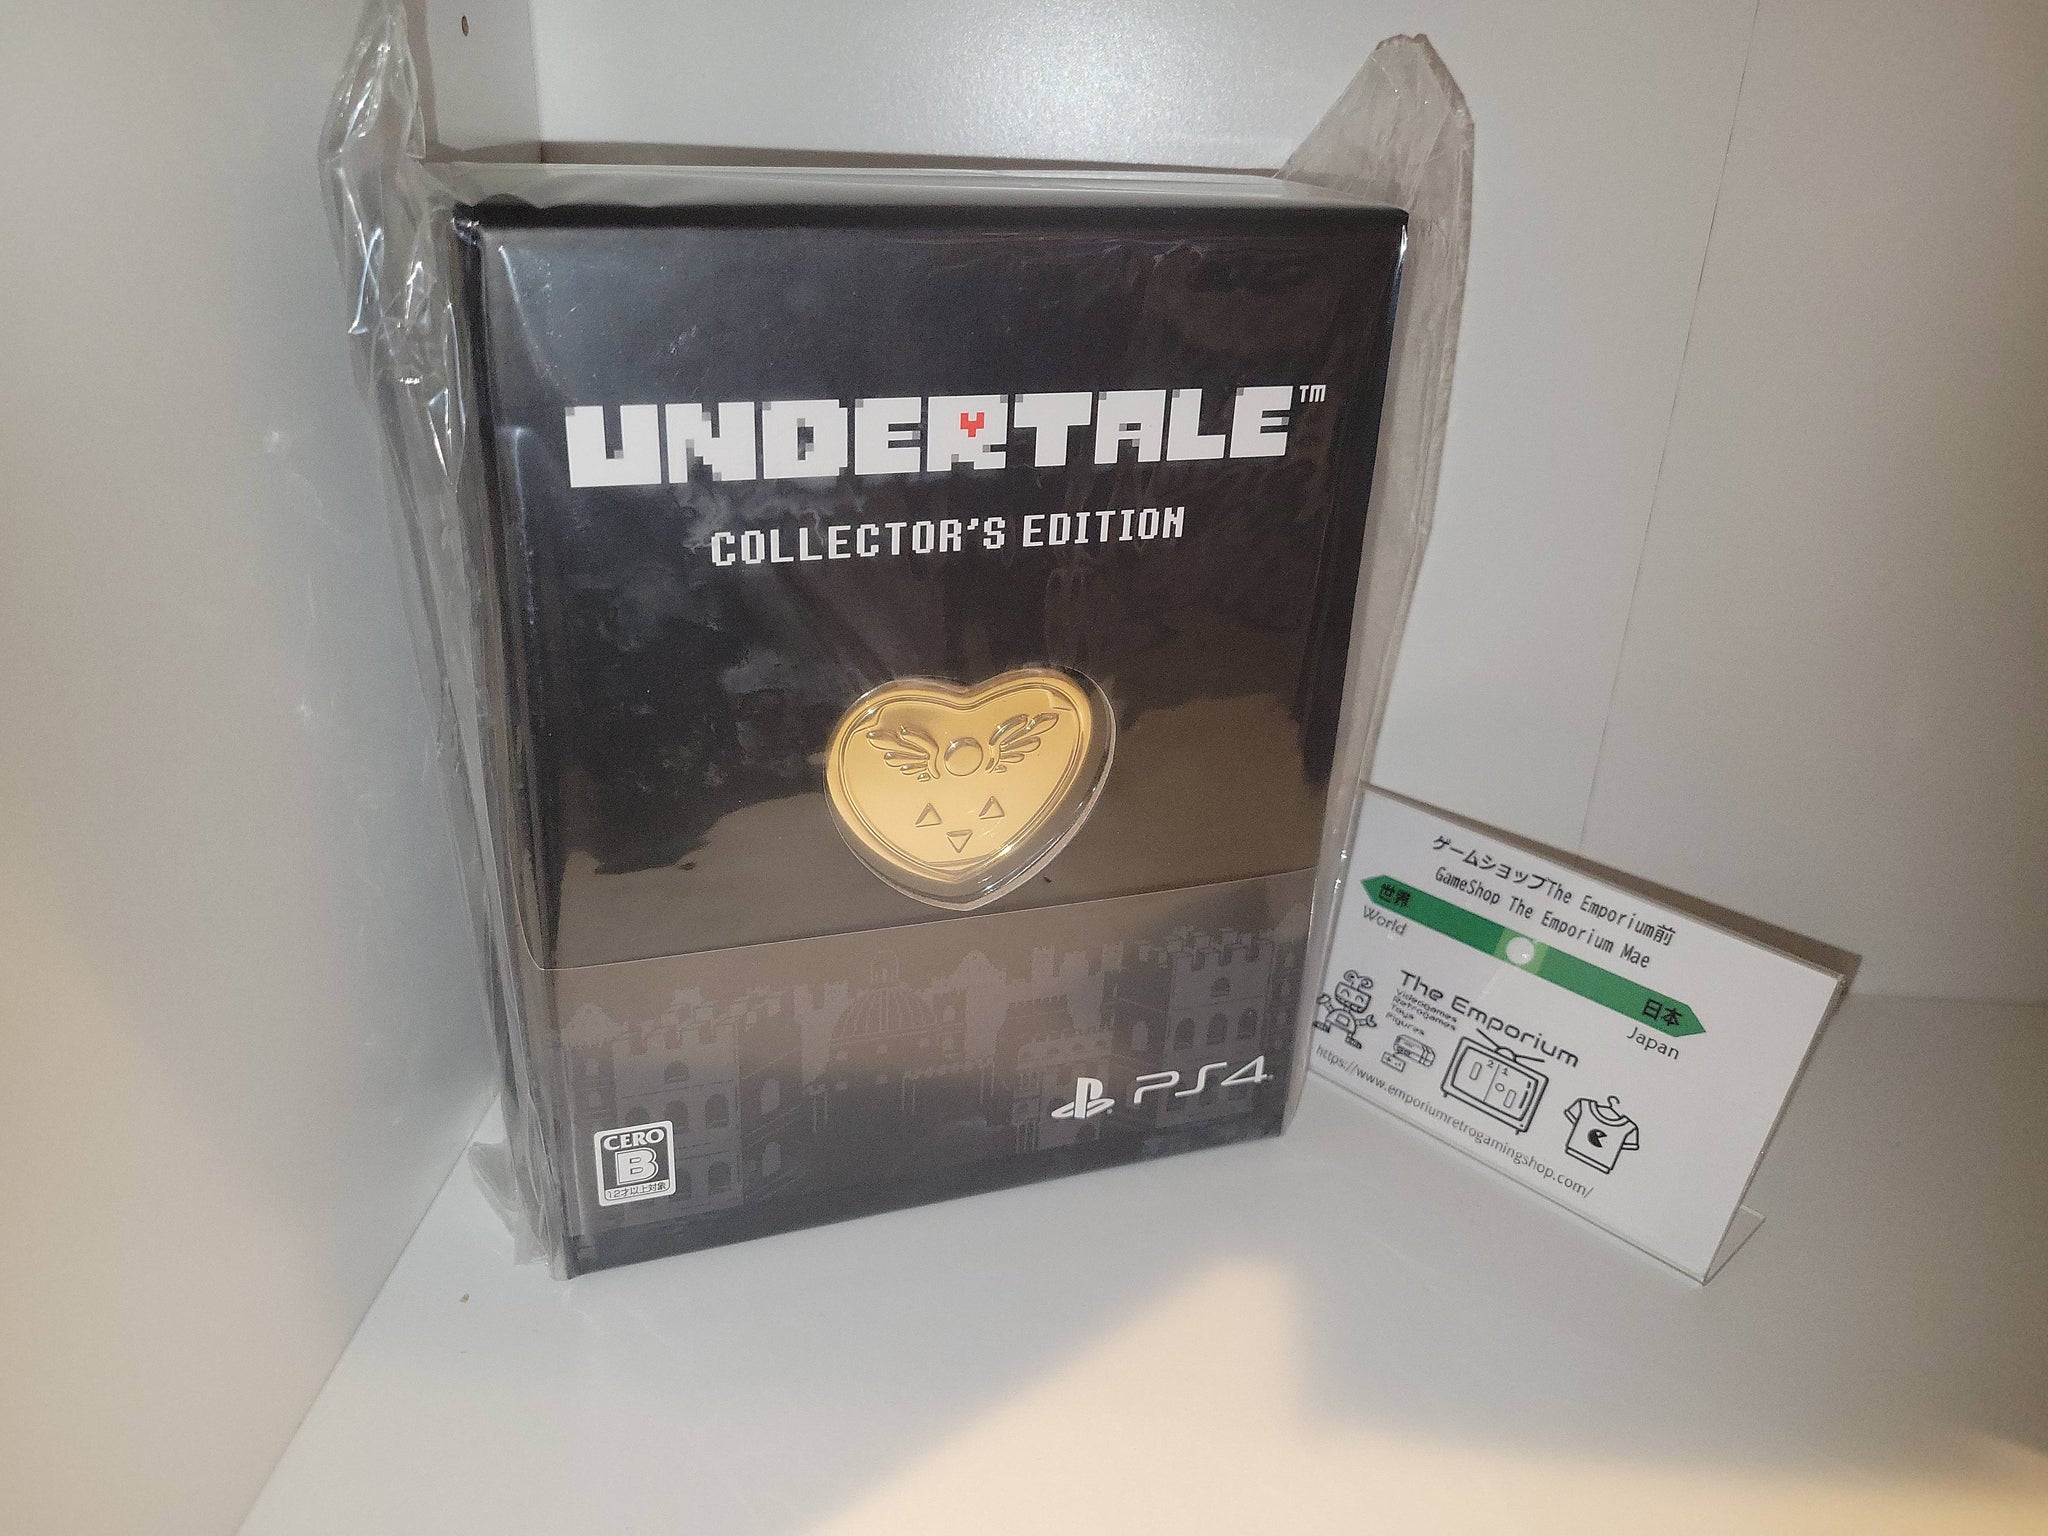 UNDERTALE™
COLLECTOR'S EDITION
PS4
CERO
B
12才以上対象
ゲームショップThe Emporium前
GameShop The Emporium Mae
世界
World
日本
Japan
The Emporium
Videogames
Retrogames
Toys
Figures
2 1
https://www.emporiumretrogamingshop.com/